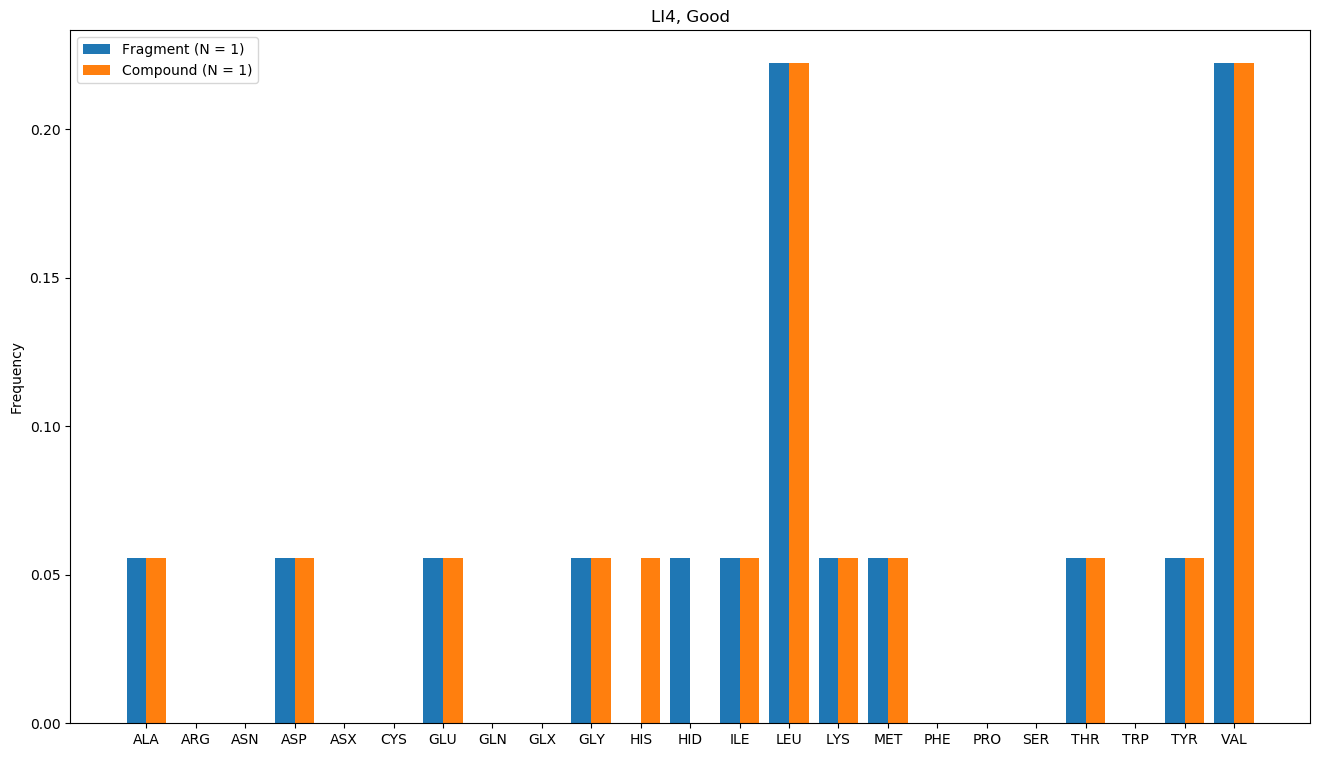 LI4, Good
Fragment (N = 1)
Compound (N = 1)
Frequency
0.20
0.15
0.10
0.05
0.00
ALA ARG ASN ASP ASX CYS GLU GLN GLX GLY HIS HID ILE LEU LYS MET PHE PRO SER THR TRP TYR VAL